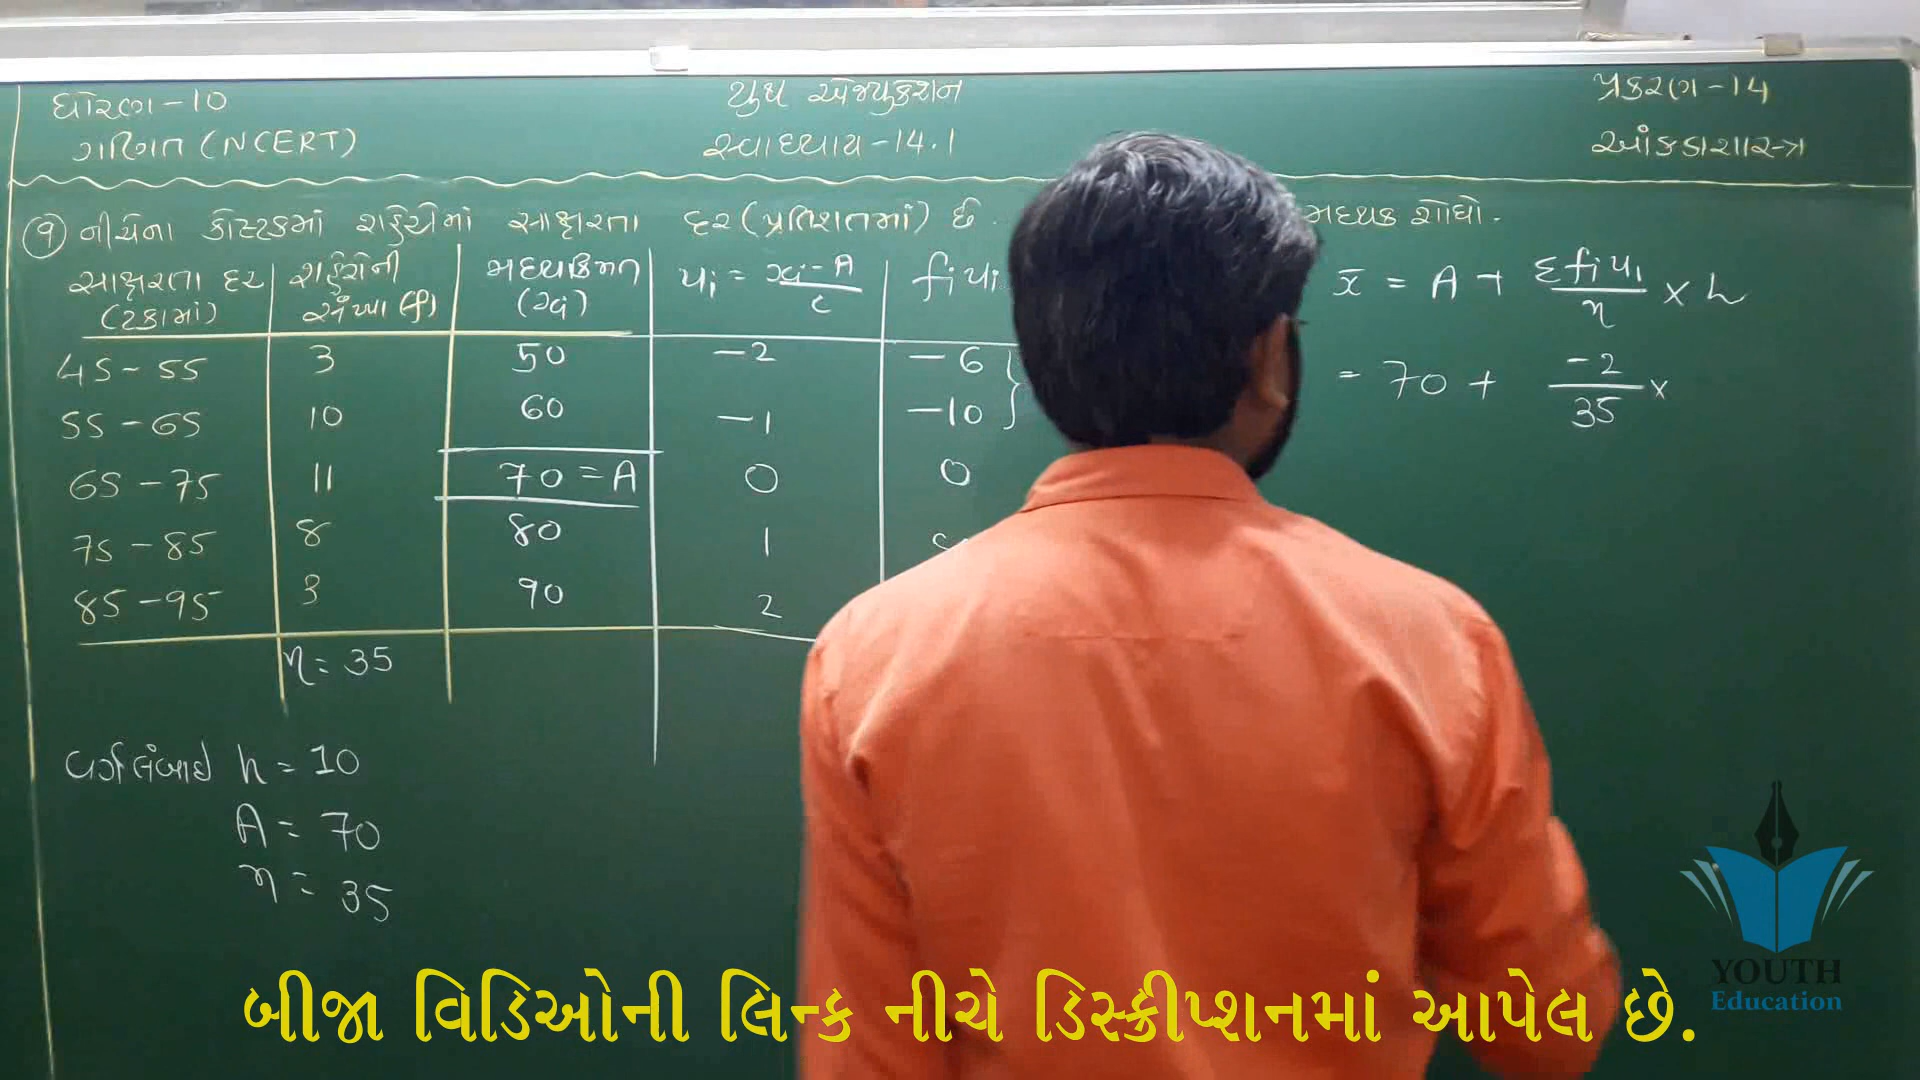 ધોરણ-10
ગણિત (NCERT)
યુથ એજ્યુકેશન
સ્વાધ્યાય-14.1
પ્રકરણ-14
આંકડાશાસ્ત્ર
(9) નીચેના કોષ્ટકમાં શહેરોમાં સાક્ષરતા દર (પ્રતિશતમાં) છે. મધ્યક શોધો.
સાક્ષરતા દર (ટકામાં) શહેરોની સંખ્યા (f) મધ્યકિંમત (xi) ui = xi - A / c fi ui
45-55 3 50 -2 -6
55-65 10 60 -1 -10
65-75 11 70 = A 0 0
75-85 8 80 1
85-95 3 90 2
n = 35
વર્ગલંબાઈ h = 10
A = 70
n = 35
x̄ = A + Σfiui / n × h
= 70 + -2 / 35 ×
YOUTH
Education
બીજા વિડિઓની લિન્ક નીચે ડિસ્ક્રીપ્શનમાં આપેલ છે.